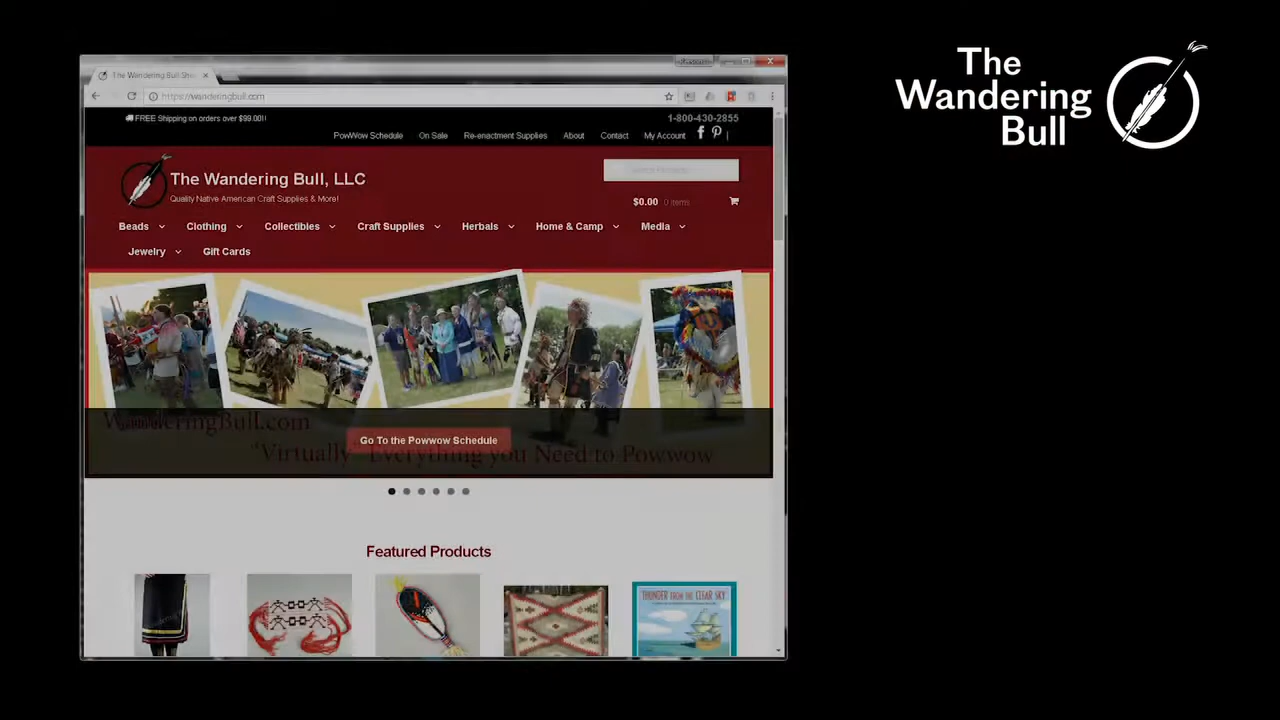 The
Wandering
Bull
The Wandering Bull
https://wanderingbull.com
FREE Shipping on orders over $99.00!!
1-800-430-2855
PowWow Schedule On Sale Re-enactment Supplies About Contact My Account
The Wandering Bull, LLC
Quality Native American Craft Supplies & More!
$0.00 0 items
Beads Clothing Collectibles Craft Supplies Herbals Home & Camp Media
Jewelry Gift Cards
WanderingBull.com
Go To the Powwow Schedule
"Virtually" Everything you Need to Powwow
Featured Products
THUNDER FROM THE CLEAR SKY